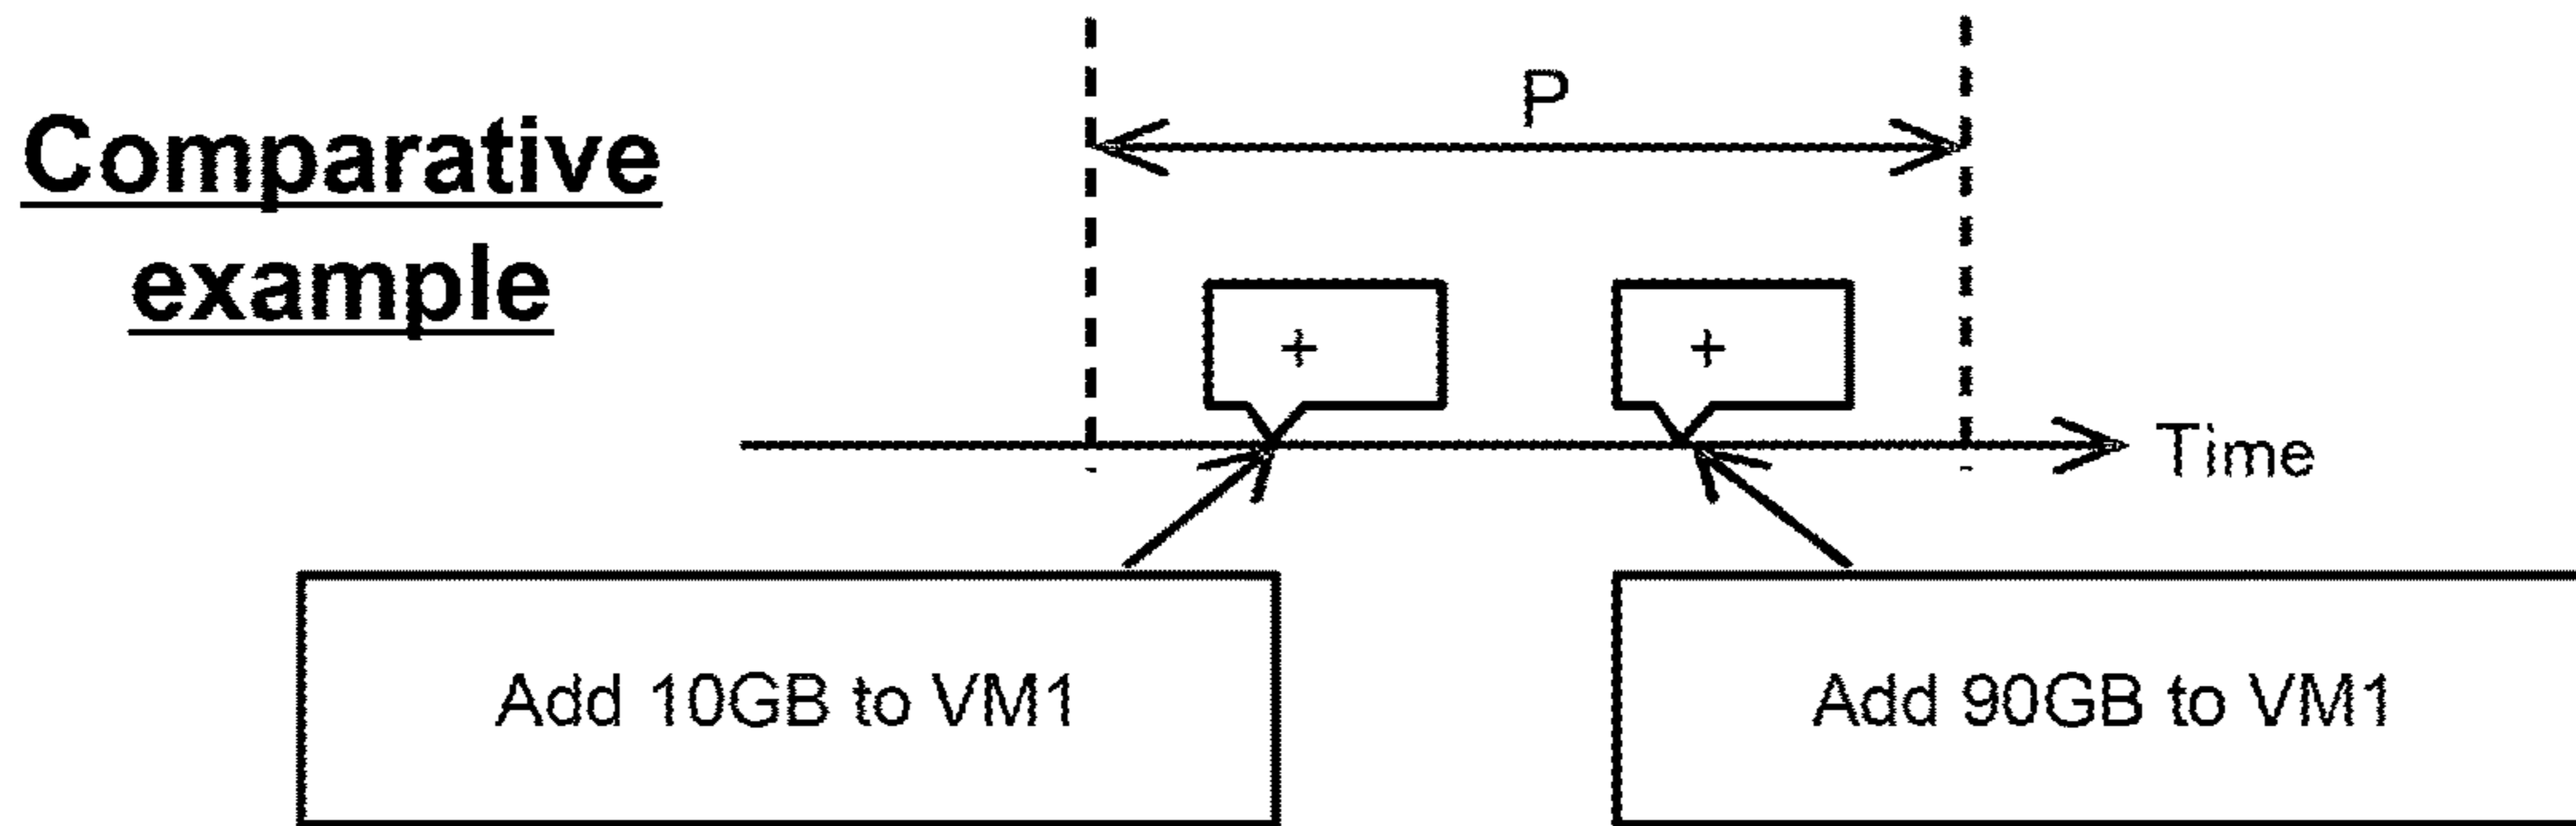 Comparative
example
P
+
+
Time
Add 10GB to VM1
Add 90GB to VM1